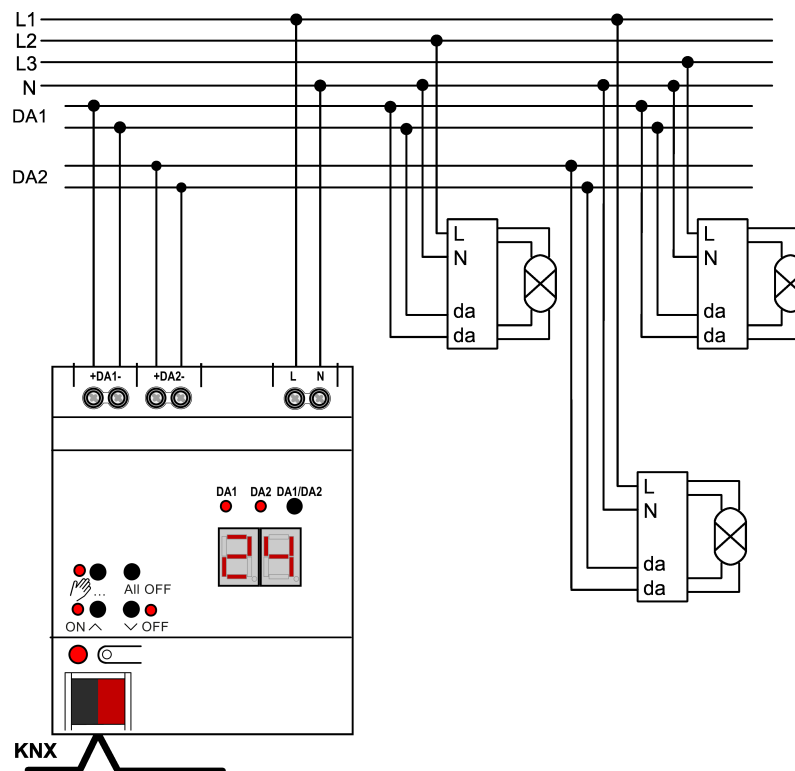 L1
L2
L3
N
DA1
DA2
L
N
da
da
L
N
da
da
+DA1- +DA2- L N
DA1 DA2 DA1/DA2
24
L
N
da
da
... All OFF
ON OFF
KNX